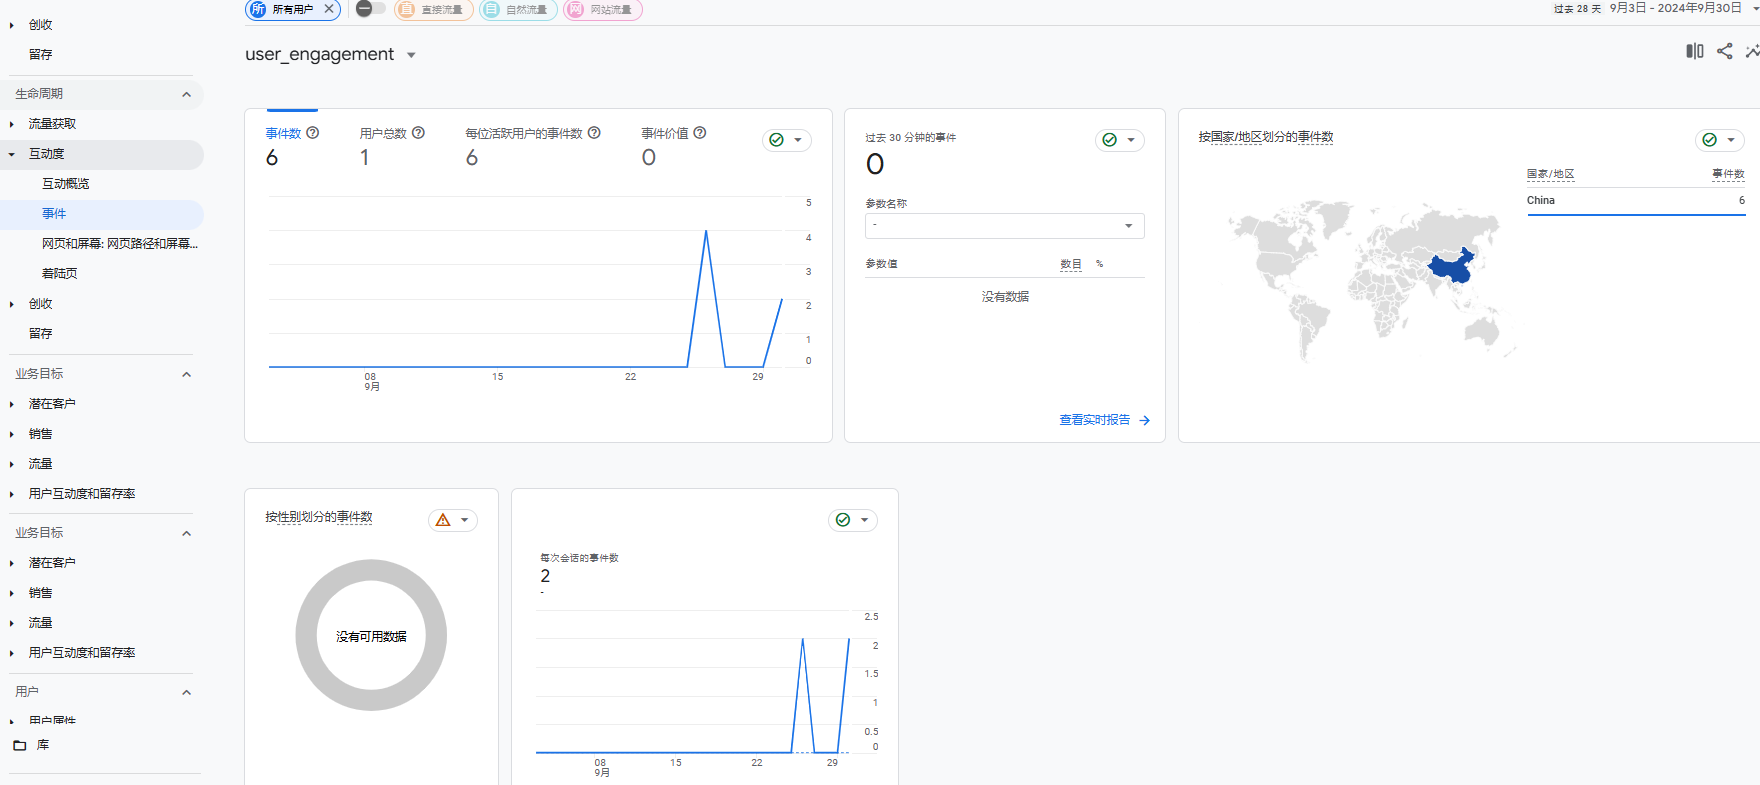 所 所有用户
直 直接流量
自 自然流量
网 网站流量
过去 28 天 9月3日 - 2024年9月30日
创收
留存
生命周期
流量获取
互动度
互动概览
事件
网页和屏幕: 网页路径和屏幕...
着陆页
创收
留存
业务目标
潜在客户
销售
流量
用户互动度和留存率
业务目标
潜在客户
销售
流量
用户互动度和留存率
用户
用户属性
库
user_engagement
事件数 用户总数 每位活跃用户的事件数 事件价值
6 1 6 0
5
4
3
2
1
0
08 15 22 29
9月
过去 30 分钟的事件
0
参数名称
-
参数值 数目 %
没有数据
查看实时报告
按国家/地区划分的事件数
国家/地区 事件数
China 6
按性别划分的事件数
没有可用数据
每次会话的事件数
2
-
2.5
2
1.5
1
0.5
0
08 15 22 29
9月